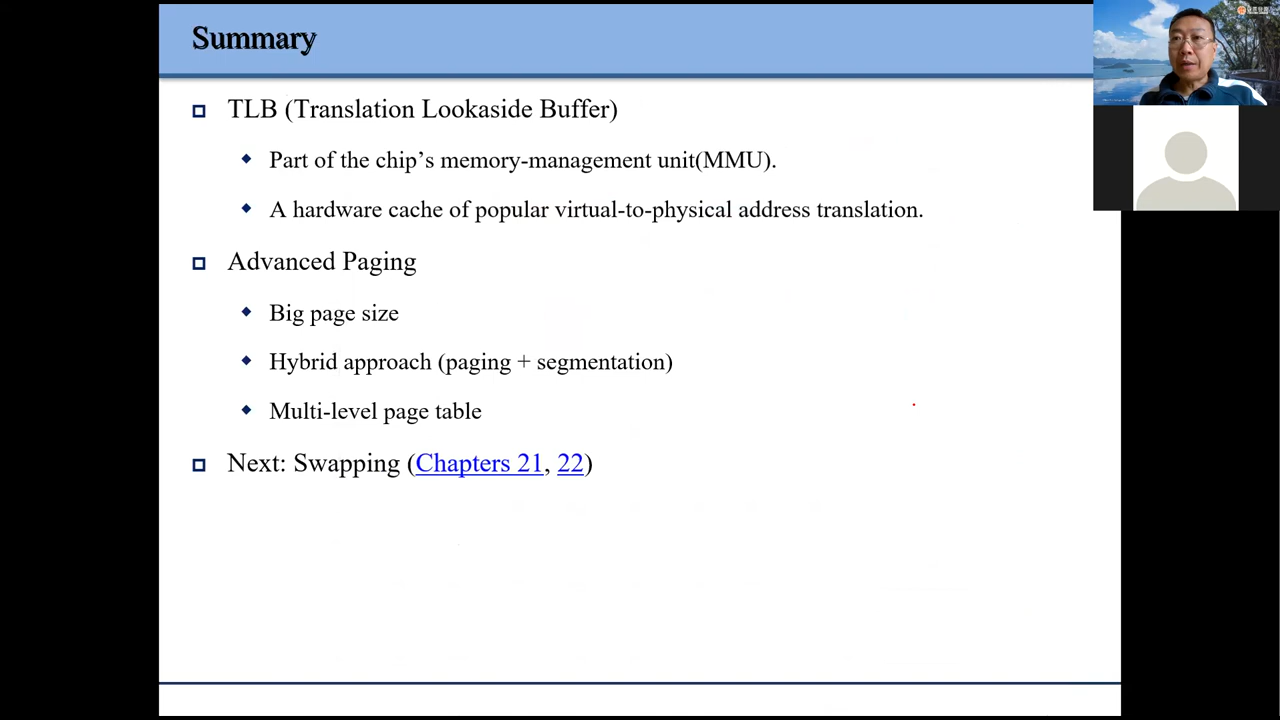 Summary
TLB (Translation Lookaside Buffer)
Part of the chip’s memory-management unit(MMU).
A hardware cache of popular virtual-to-physical address translation.
Advanced Paging
Big page size
Hybrid approach (paging + segmentation)
Multi-level page table
Next: Swapping (Chapters 21, 22)